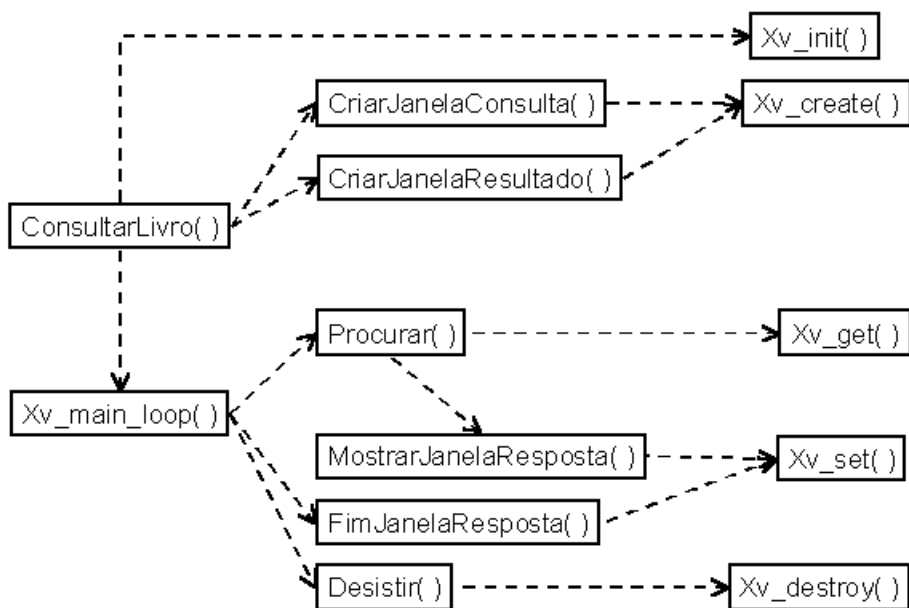 Xv_init( )
CriarJanelaConsulta( )
Xv_create( )
CriarJanelaResultado( )
ConsultarLivro( )
Procurar( )
Xv_get( )
Xv_main_loop( )
MostrarJanelaResposta( )
Xv_set( )
FimJanelaResposta( )
Desistir( )
Xv_destroy( )